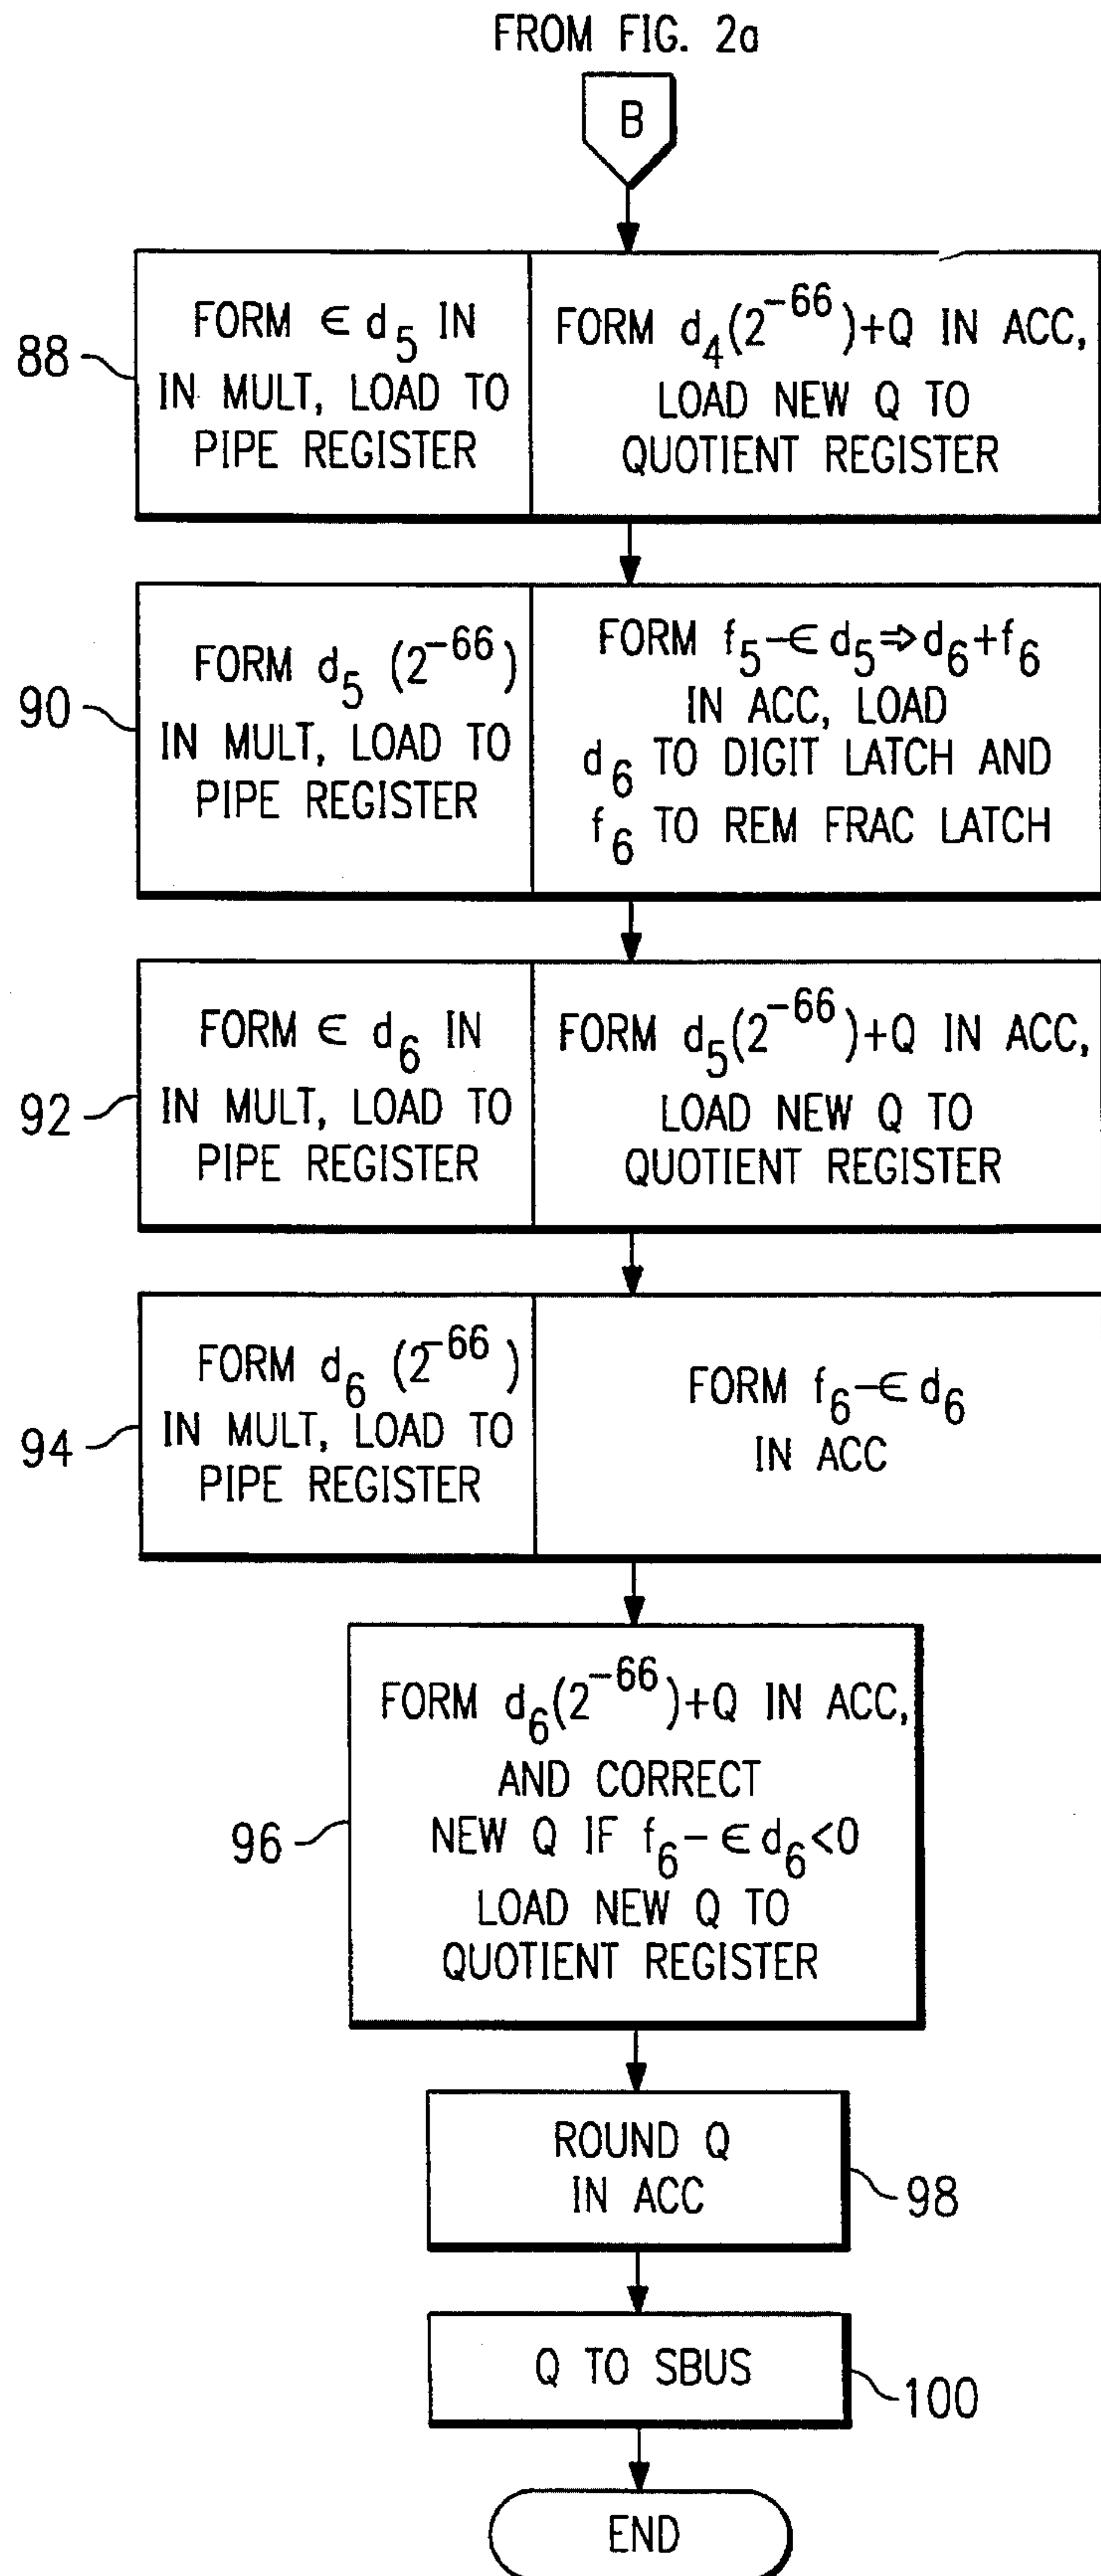 FROM FIG. 2a
B
88
FORM ∈ d5 IN
IN MULT, LOAD TO
PIPE REGISTER
FORM d4(2^-66)+Q IN ACC,
LOAD NEW Q TO
QUOTIENT REGISTER
90
FORM d5 (2^-66)
IN MULT, LOAD TO
PIPE REGISTER
FORM f5-∈ d5⇒d6+f6
IN ACC, LOAD
d6 TO DIGIT LATCH AND
f6 TO REM FRAC LATCH
92
FORM ∈ d6 IN
IN MULT, LOAD TO
PIPE REGISTER
FORM d5(2^-66)+Q IN ACC,
LOAD NEW Q TO
QUOTIENT REGISTER
94
FORM d6 (2^-66)
IN MULT, LOAD TO
PIPE REGISTER
FORM f6-∈ d6
IN ACC
96
FORM d6(2^-66)+Q IN ACC,
AND CORRECT
NEW Q IF f6- ∈ d6<0
LOAD NEW Q TO
QUOTIENT REGISTER
ROUND Q
IN ACC
98
Q TO SBUS
100
END